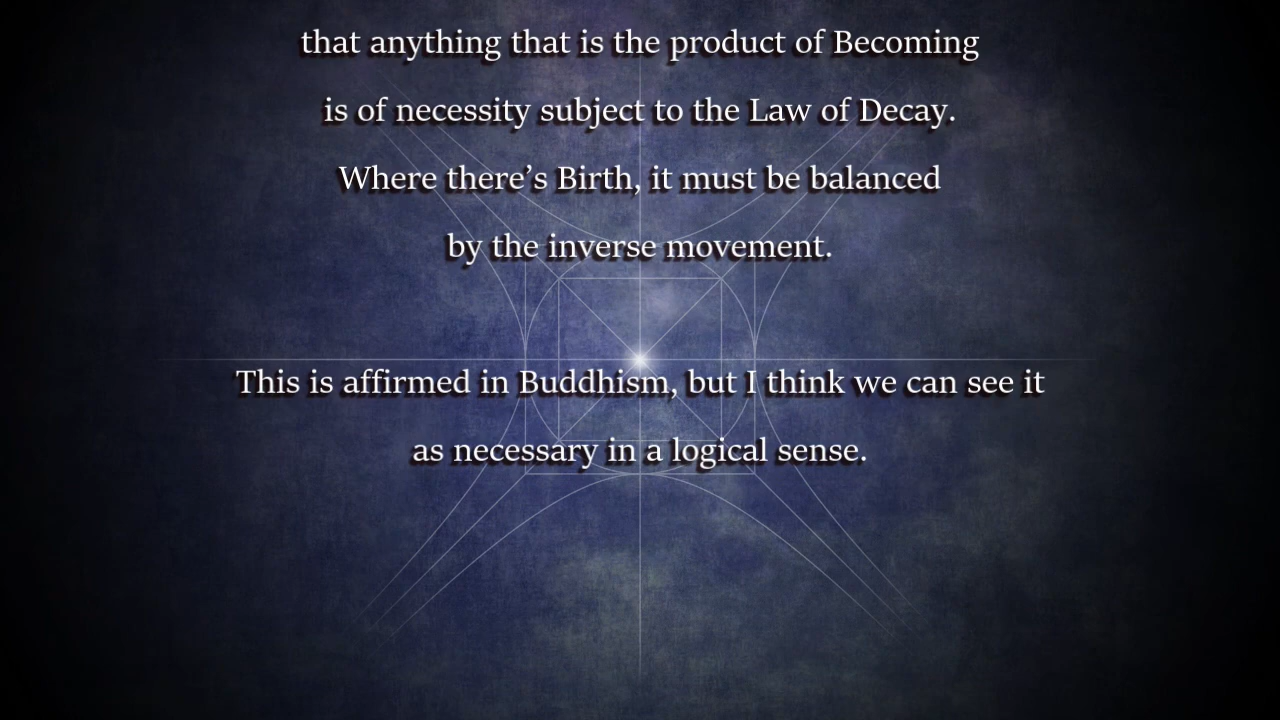 that anything that is the product of Becoming
is of necessity subject to the Law of Decay.
Where there’s Birth, it must be balanced
by the inverse movement.
This is affirmed in Buddhism, but I think we can see it
as necessary in a logical sense.